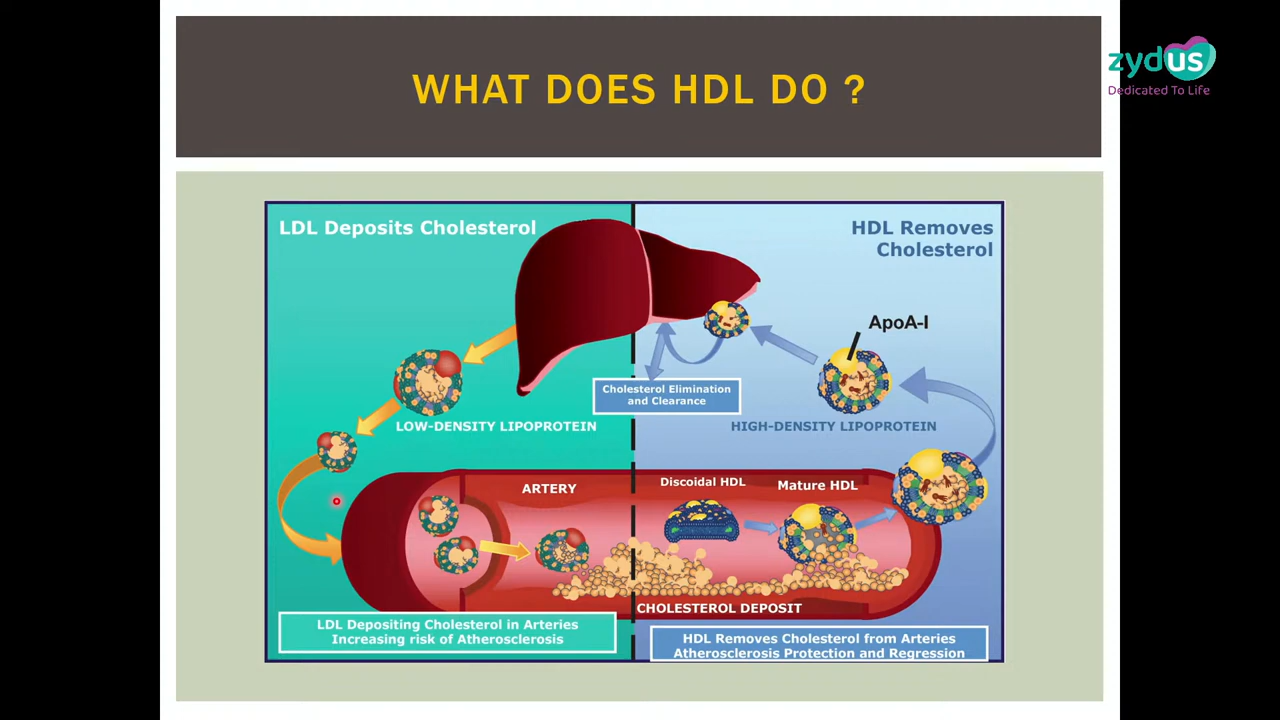 WHAT DOES HDL DO ?
zydus
Dedicated To Life
LDL Deposits Cholesterol
HDL Removes
Cholesterol
ApoA-I
Cholesterol Elimination
and Clearance
LOW-DENSITY LIPOPROTEIN
HIGH-DENSITY LIPOPROTEIN
ARTERY
Discoidal HDL
Mature HDL
CHOLESTEROL DEPOSIT
LDL Depositing Cholesterol in Arteries
Increasing risk of Atherosclerosis
HDL Removes Cholesterol from Arteries
Atherosclerosis Protection and Regression